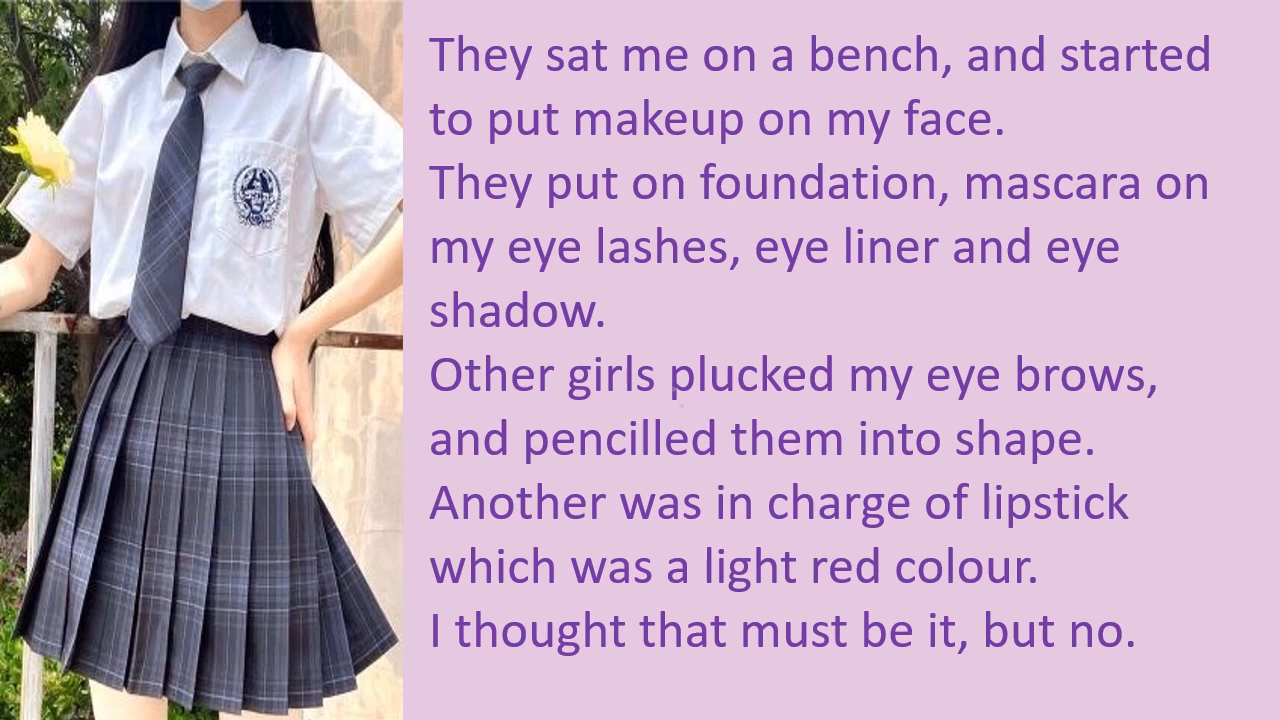 They sat me on a bench, and started
to put makeup on my face.
They put on foundation, mascara on
my eye lashes, eye liner and eye
shadow.
Other girls plucked my eye brows,
and pencilled them into shape.
Another was in charge of lipstick
which was a light red colour.
I thought that must be it, but no.